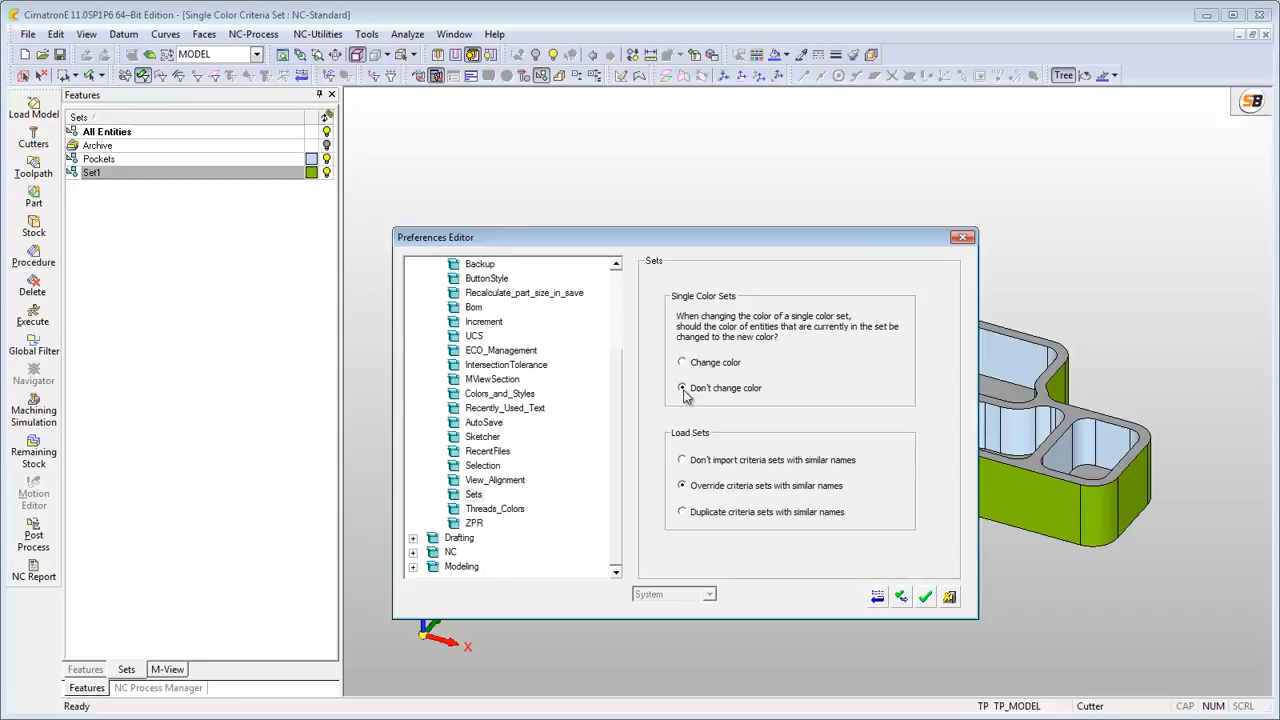 CimatronE 11.0SP1P6 64-Bit Edition - [Single Color Criteria Set : NC-Standard]
File Edit View Datum Curves Faces NC-Process NC-Utilities Tools Analyze Window Help
MODEL
Tree
Load Model
Cutters
Toolpath
Part
Stock
Procedure
Delete
Execute
Global Filter
Navigator
Machining
Simulation
Remaining
Stock
Motion
Editor
Post
Process
NC Report
Features
Sets /
All Entities
Archive
Pockets
Set1
SB
Preferences Editor
Backup
ButtonStyle
Recalculate_part_size_in_save
Bom
Increment
UCS
ECO_Management
IntersectionTolerance
MViewSection
Colors_and_Styles
Recently_Used_Text
AutoSave
Sketcher
RecentFiles
Selection
View_Alignment
Sets
Threads_Colors
ZPR
Drafting
NC
Modeling
Sets
Single Color Sets
When changing the color of a single color set,
should the color of entities that are currently in the set be
changed to the new color?
Change color
Don't change color
Load Sets
Don't import criteria sets with similar names
Override criteria sets with similar names
Duplicate criteria sets with similar names
System
X
Features Sets M-View
Features NC Process Manager
Ready TP TP_MODEL Cutter CAP NUM SCRL